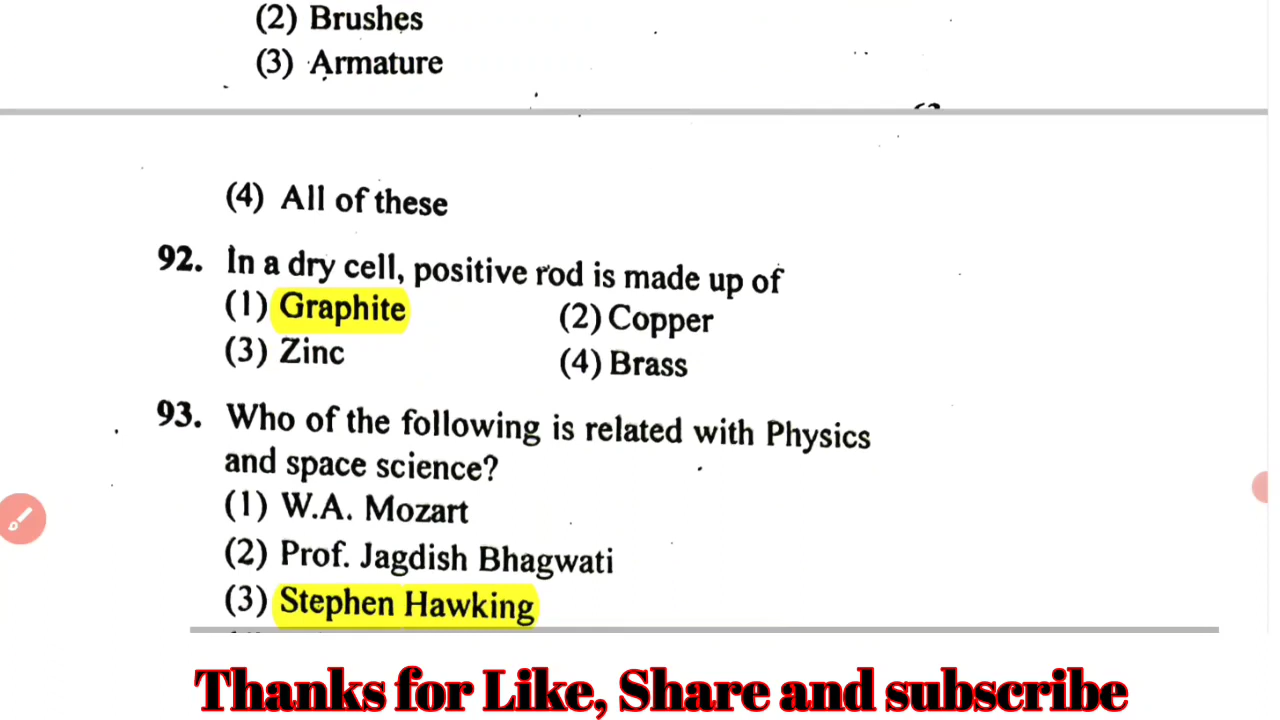 (2) Brushes
(3) Armature
(4) All of these
92. In a dry cell, positive rod is made up of
(1) Graphite (2) Copper
(3) Zinc (4) Brass
93. Who of the following is related with Physics
and space science?
(1) W.A. Mozart
(2) Prof. Jagdish Bhagwati
(3) Stephen Hawking
Thanks for Like, Share and subscribe